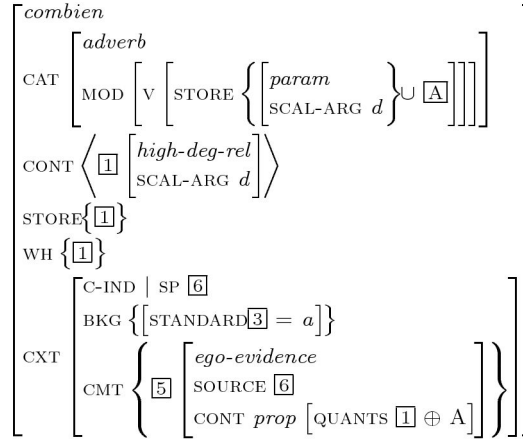 combien
adverb
CAT
MOD [V [STORE {[param
SCAL-ARG d]} ∪ A]]]]
CONT ⟨1 [high-deg-rel
SCAL-ARG d]⟩
STORE{1}
WH {1}
C-IND | SP 6
BKG {[STANDARD 3 = a]}
CXT
ego-evidence
CMT {5
SOURCE 6
CONT prop [QUANTS 1 ⊕ A]